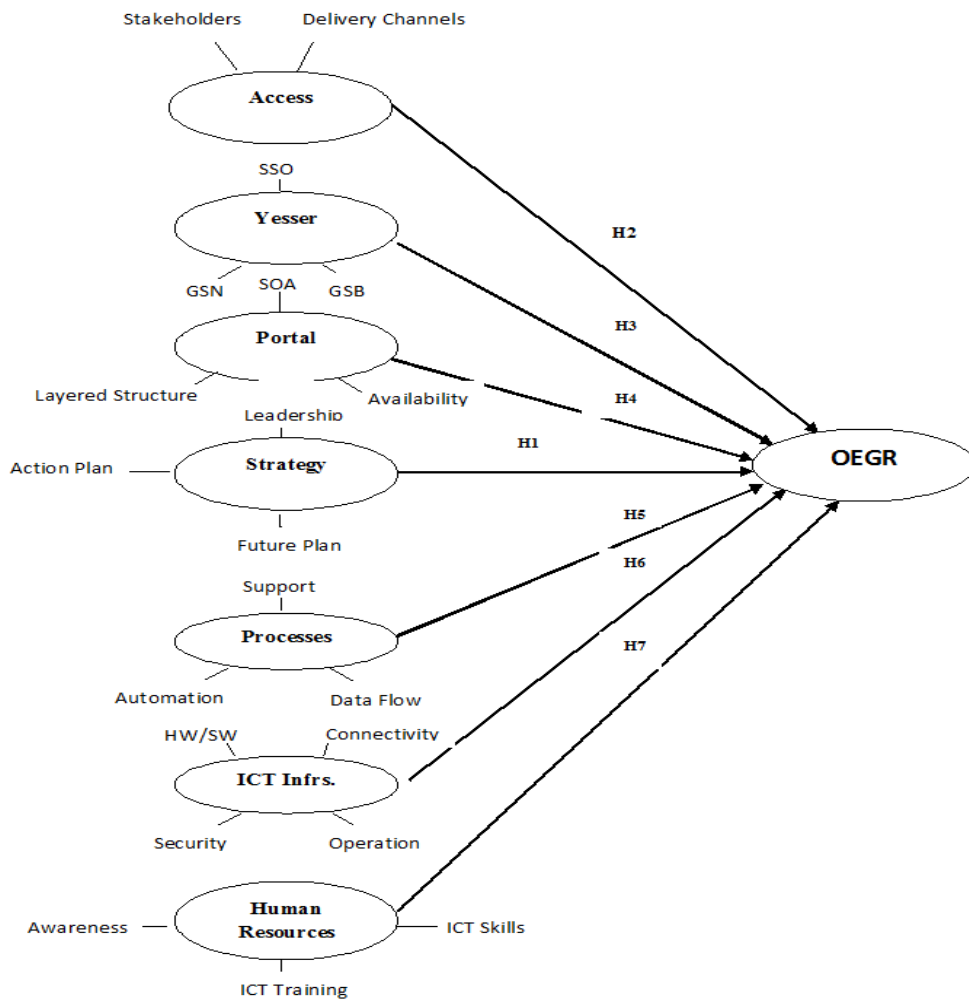 Stakeholders
Delivery Channels
Access
SSO
Yesser
H2
GSN
SOA
GSB
Portal
H3
Layered Structure
Availability
H4
Leadership
Action Plan
Strategy
H1
OEGR
Future Plan
H5
Support
H6
Processes
H7
Automation
Data Flow
HW/SW
Connectivity
ICT Infrs.
Security
Operation
Human
Resources
Awareness
ICT Skills
ICT Training